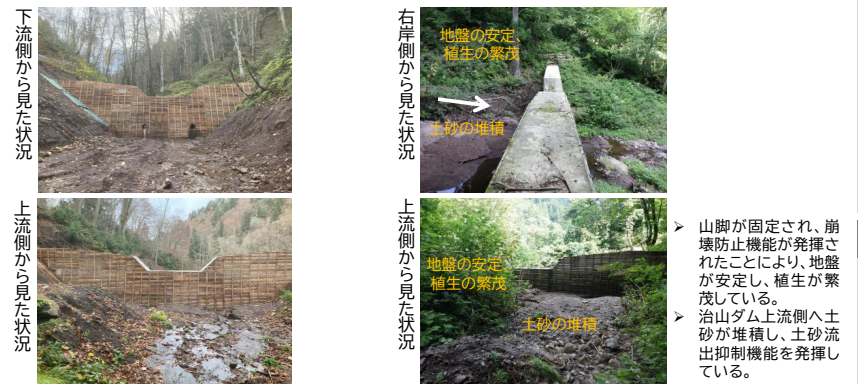 下流側から見た状況
右岸側から見た状況
地盤の安定、
植生の繁茂
土砂の堆積
上流側から見た状況
上流側から見た状況
地盤の安定、
植生の繁茂
土砂の堆積
➢ 山脚が固定され、崩
壊防止機能が発揮さ
れたことにより、地盤
が安定し、植生が繁
茂している。
➢ 治山ダム上流側へ土
砂が堆積し、土砂流
出抑制機能を発揮し
ている。